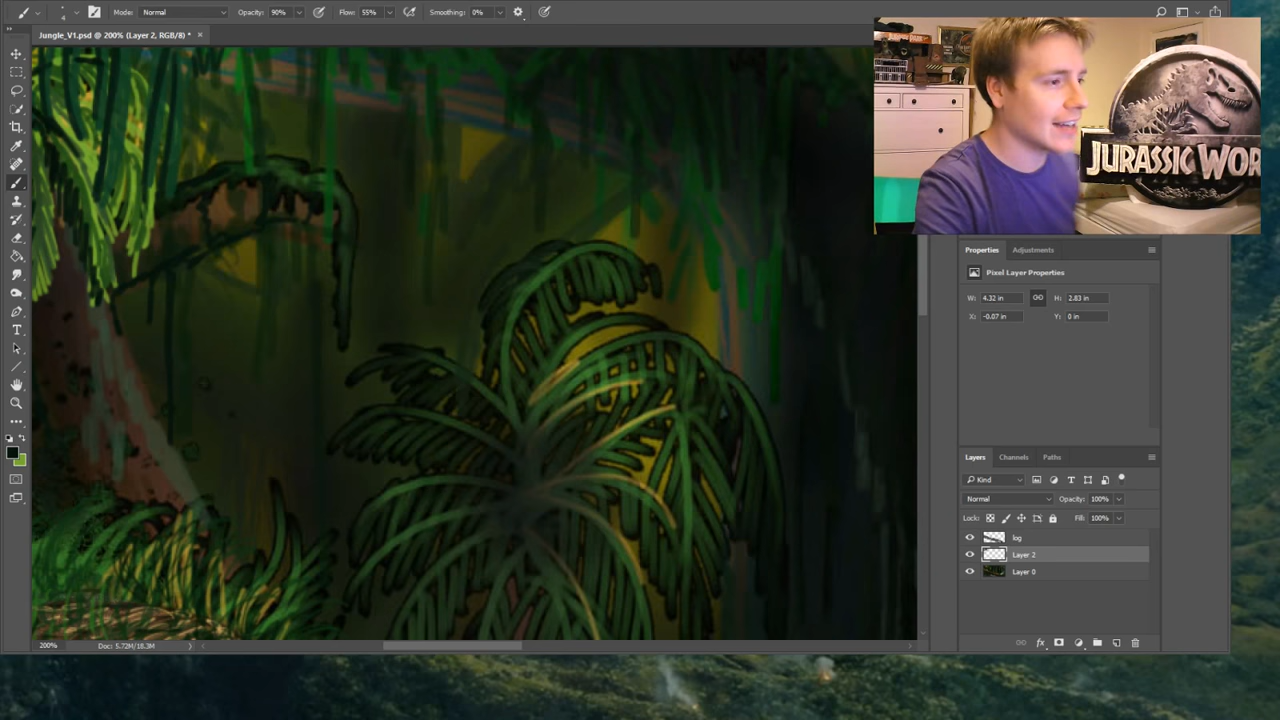 4 Mode: Normal Opacity: 90% Flow: 55% Smoothing: 0%
Jungle_V1.psd @ 200% (Layer 2, RGB/8) *
JURASSIC WOR
Properties Adjustments
Pixel Layer Properties
W: 4.32 in H: 2.83 in
X: -0.07 in Y: 0 in
Layers Channels Paths
Kind
Normal Opacity: 100%
Lock: Fill: 100%
log
Layer 2
Layer 0
fx
200% Doc: 5.72M/18.3M